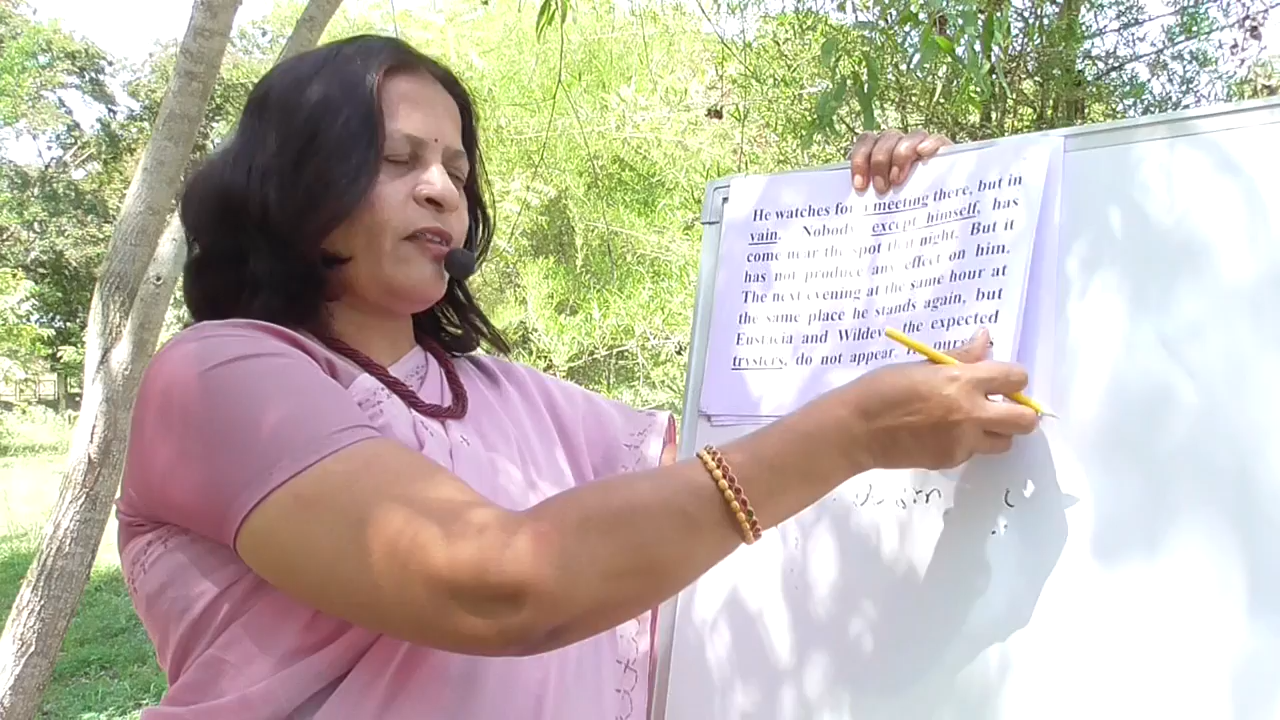 He watches for a meeting there, but in
vain. Nobody except himself, has
come near the spot that night. But it
has not produce any effect on him.
The next evening at the same hour at
the same place he stands again, but
Eustacia and Wildeve, the expected
trysters, do not appear.